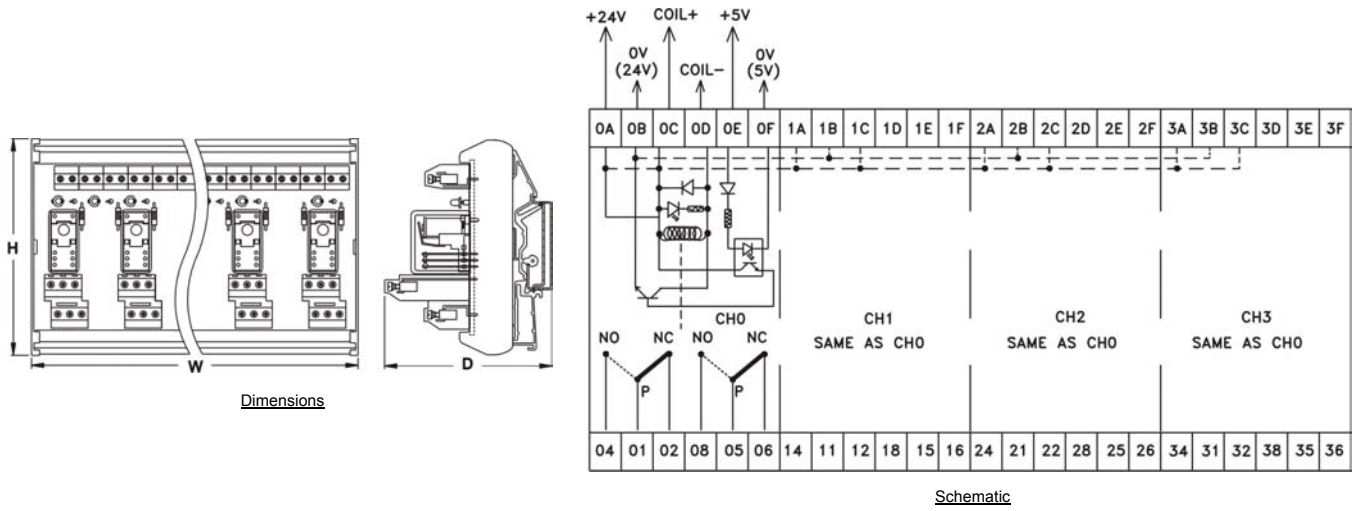 H
W
D
Dimensions
+24V COIL+ +5V
0V
(24V) COIL- 0V
(5V)
0A 0B 0C 0D 0E 0F 1A 1B 1C 1D 1E 1F 2A 2B 2C 2D 2E 2F 3A 3B 3C 3D 3E 3F
CH0 CH1 CH2 CH3
SAME AS CH0 SAME AS CH0 SAME AS CH0
NO NC NO NC
P P
04 01 02 08 05 06 14 11 12 18 15 16 24 21 22 28 25 26 34 31 32 38 35 36
Schematic